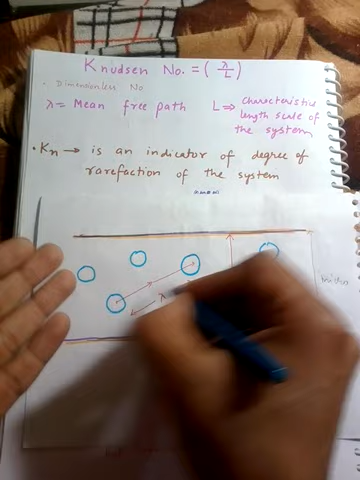 Knudsen No. = (λ/L)
. Dimensionless No
λ = Mean free path L ⇒ characteristic
length scale of
the system
• Kn → is an indicator of degree of
rarefaction of the system
λ
micro